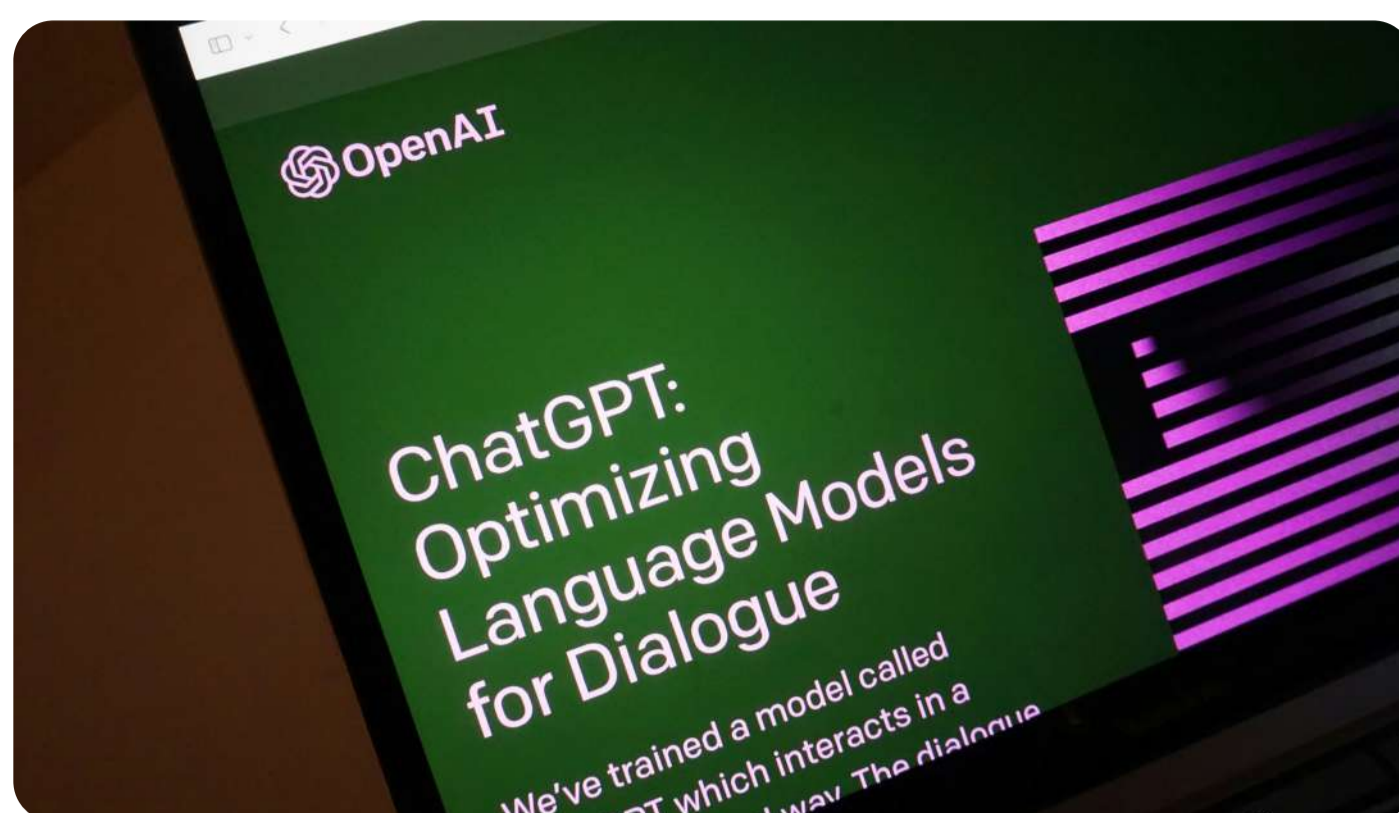 OpenAI
ChatGPT:
Optimizing
Language Models
for Dialogue
We've trained a model called
which interacts in a
way. The dialogue